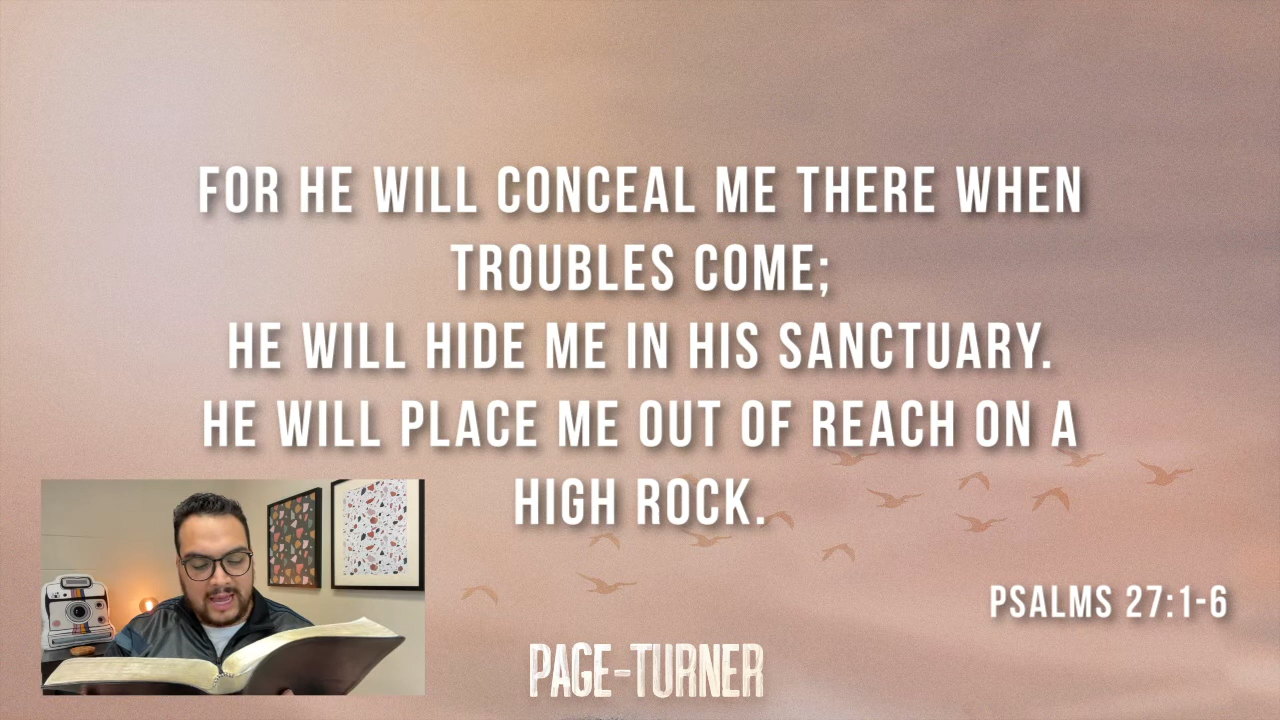 FOR HE WILL CONCEAL ME THERE WHEN
TROUBLES COME;
HE WILL HIDE ME IN HIS SANCTUARY.
HE WILL PLACE ME OUT OF REACH ON A
HIGH ROCK.
PSALMS 27:1-6
PAGE-TURNER